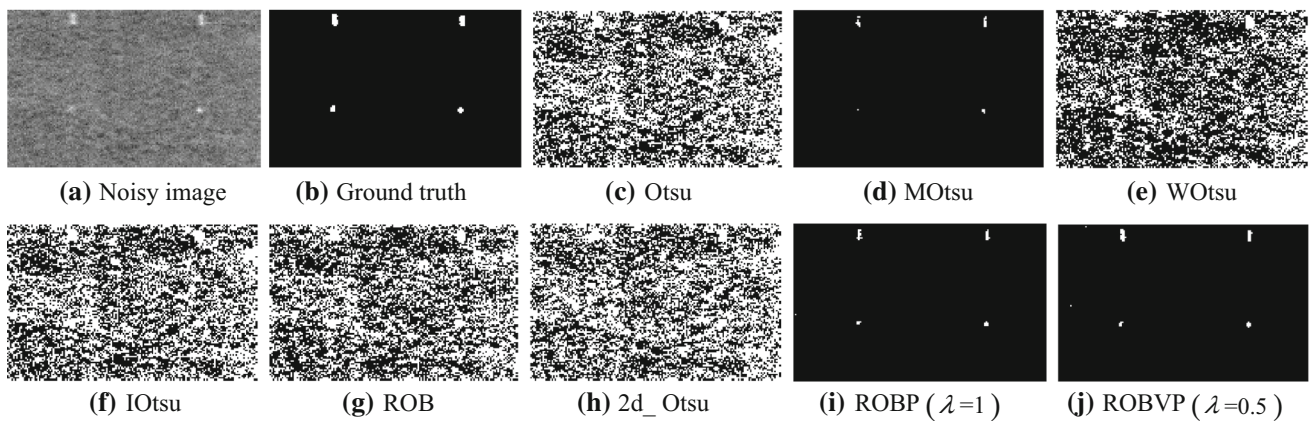 (a) Noisy image
(b) Ground truth
(c) Otsu
(d) MOtsu
(e) WOtsu
(f) IOtsu
(g) ROB
(h) 2d_ Otsu
(i) ROBP ( λ =1 )
(j) ROBVP ( λ =0.5 )